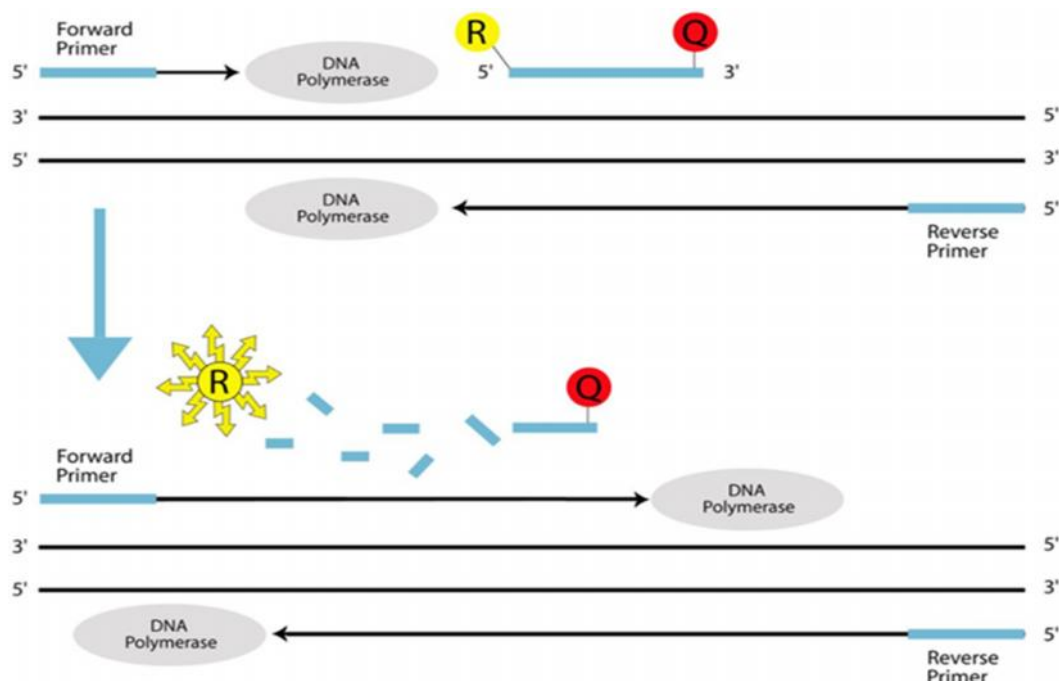 Forward
Primer
5'
DNA
Polymerase
R
5'
Q
3'
3'
5'
5'
3'
DNA
Polymerase
5'
Reverse
Primer
R
Q
Forward
Primer
5'
DNA
Polymerase
3'
5'
5'
3'
DNA
Polymerase
5'
Reverse
Primer